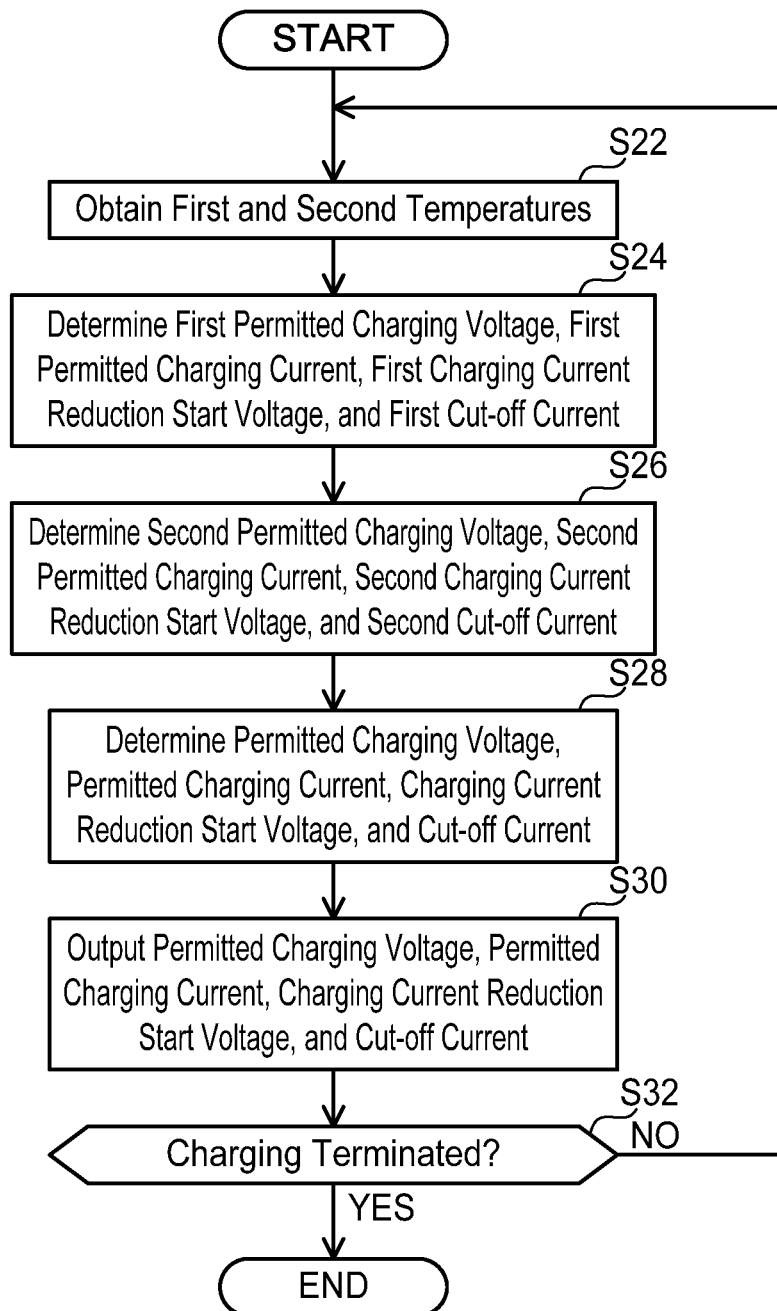 START
S22
Obtain First and Second Temperatures
S24
Determine First Permitted Charging Voltage, First
Permitted Charging Current, First Charging Current
Reduction Start Voltage, and First Cut-off Current
S26
Determine Second Permitted Charging Voltage, Second
Permitted Charging Current, Second Charging Current
Reduction Start Voltage, and Second Cut-off Current
S28
Determine Permitted Charging Voltage,
Permitted Charging Current, Charging Current
Reduction Start Voltage, and Cut-off Current
S30
Output Permitted Charging Voltage, Permitted
Charging Current, Charging Current Reduction
Start Voltage, and Cut-off Current
S32
Charging Terminated?
NO
YES
END